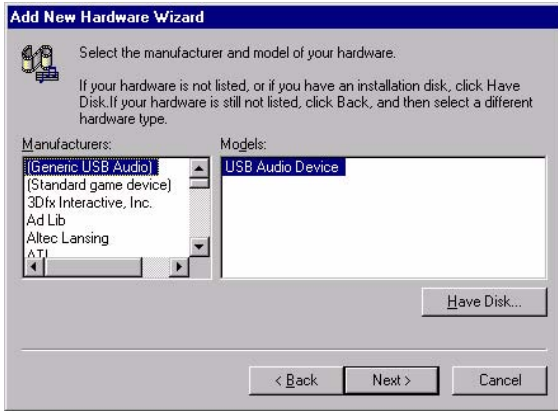 Add New Hardware Wizard
Select the manufacturer and model of your hardware.
If your hardware is not listed, or if you have an installation disk, click Have
Disk.If your hardware is still not listed, click Back, and then select a different
hardware type.
Manufacturers:
(Generic USB Audio)
(Standard game device)
3Dfx Interactive, Inc.
Ad Lib
Altec Lansing
ATI
Models:
USB Audio Device
Have Disk...
< Back
Next >
Cancel